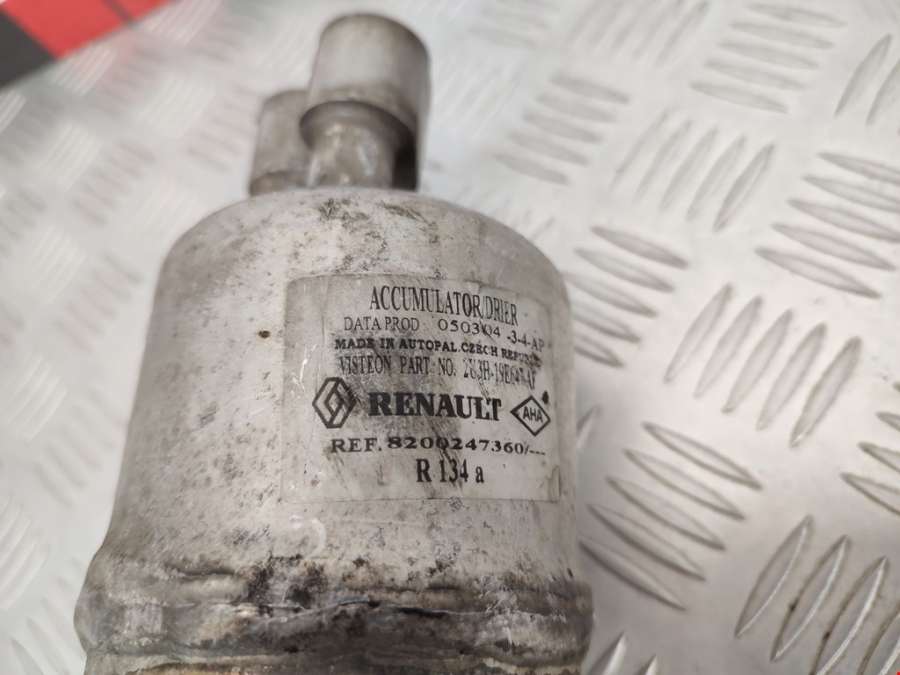 ACCUMULATOR/DRIER
DATA PROD 050304 -3-4-AP
MADE IN AUTOPAL.CZECH
VISTEON PART NO.
RENAULT AHA
REF. 8200247360/---
R 134 a